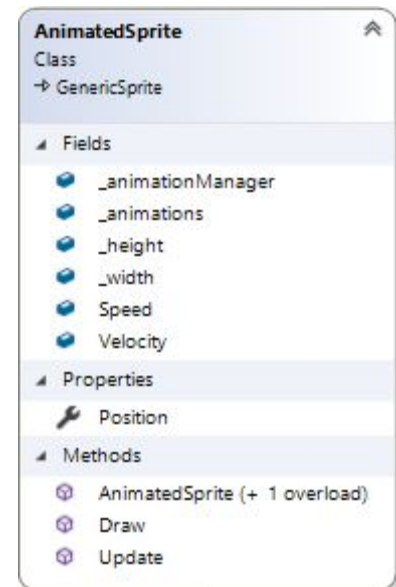 AnimatedSprite
Class
GenericSprite
Fields
_animationManager
_animations
_height
_width
Speed
Velocity
Properties
Position
Methods
AnimatedSprite (+ 1 overload)
Draw
Update